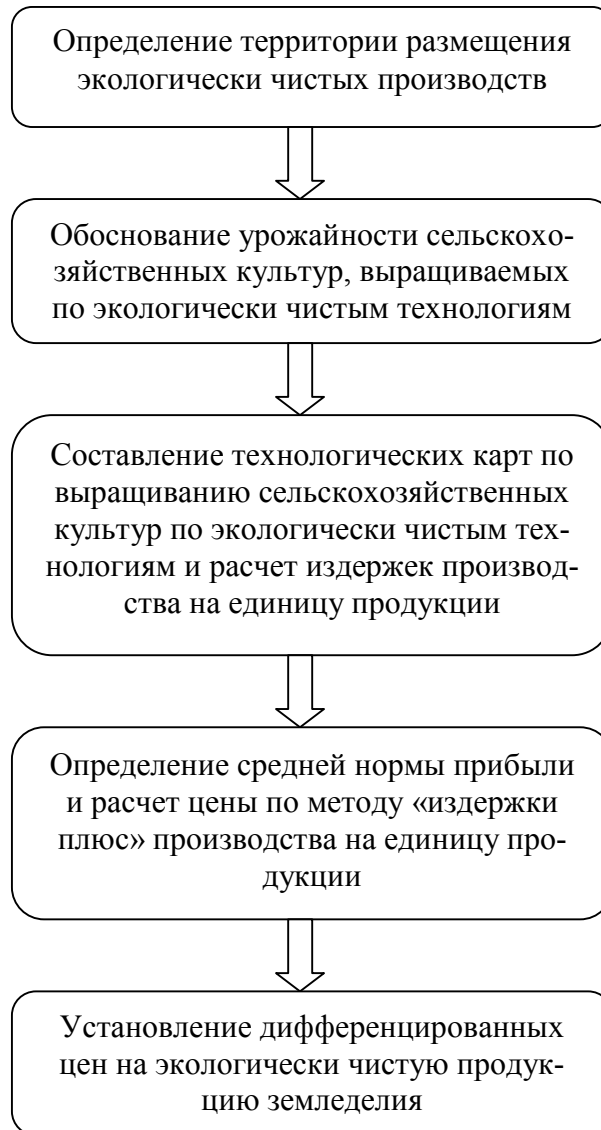 Определение территории размещения
экологически чистых производств
Обоснование урожайности сельскохо-
зяйственных культур, выращиваемых
по экологически чистым технологиям
Составление технологических карт по
выращиванию сельскохозяйственных
культур по экологически чистым тех-
нологиям и расчет издержек производ-
ства на единицу продукции
Определение средней нормы прибыли
и расчет цены по методу «издержки
плюс» производства на единицу про-
дукции
Установление дифференцированных
цен на экологически чистую продук-
цию земледелия